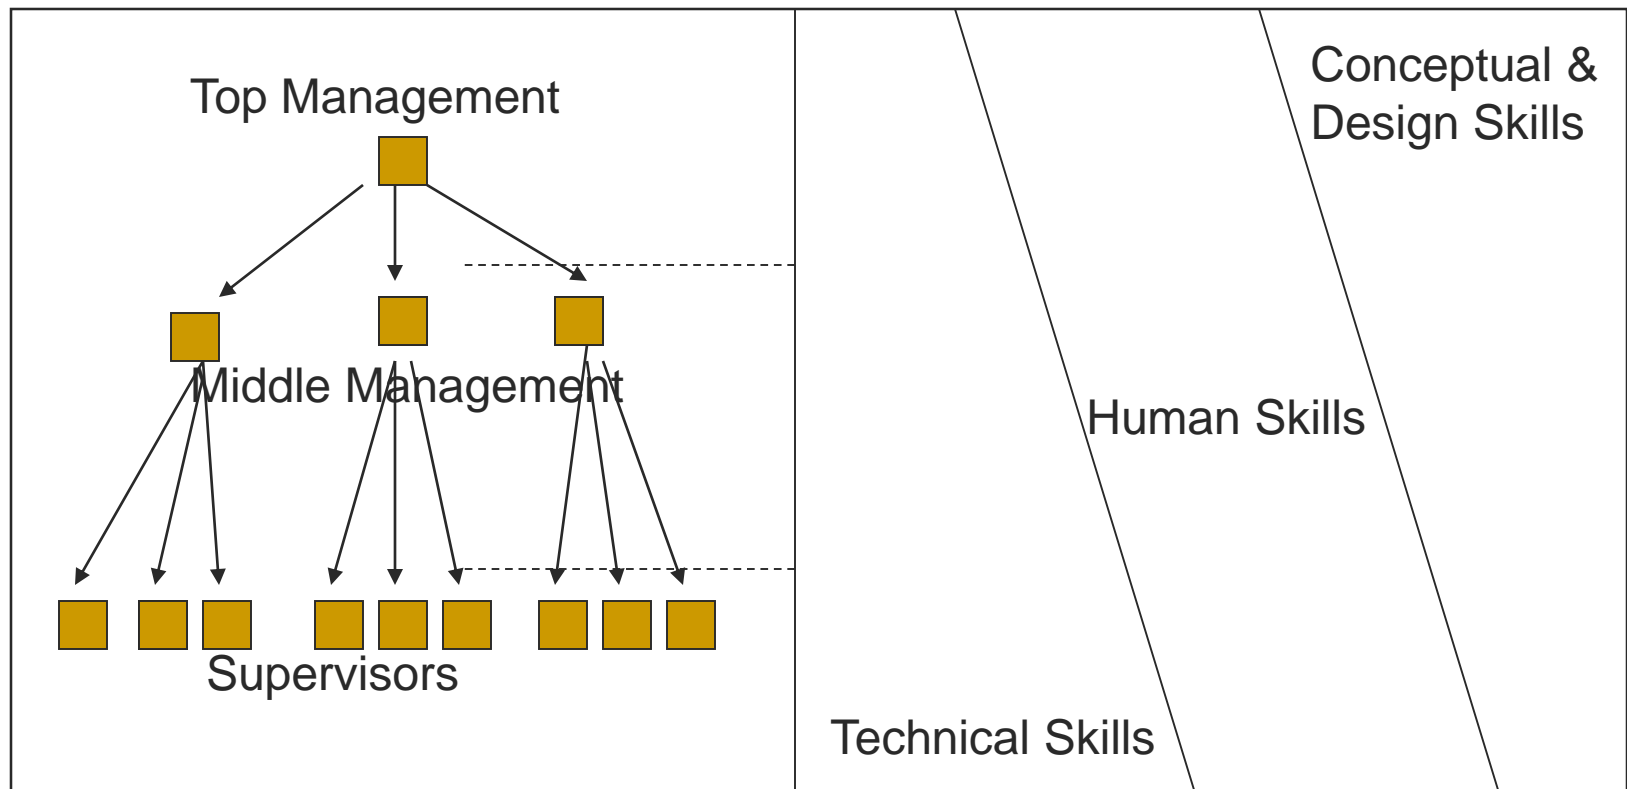 Top Management
Middle Management
Supervisors
Conceptual &
Design Skills
Human Skills
Technical Skills